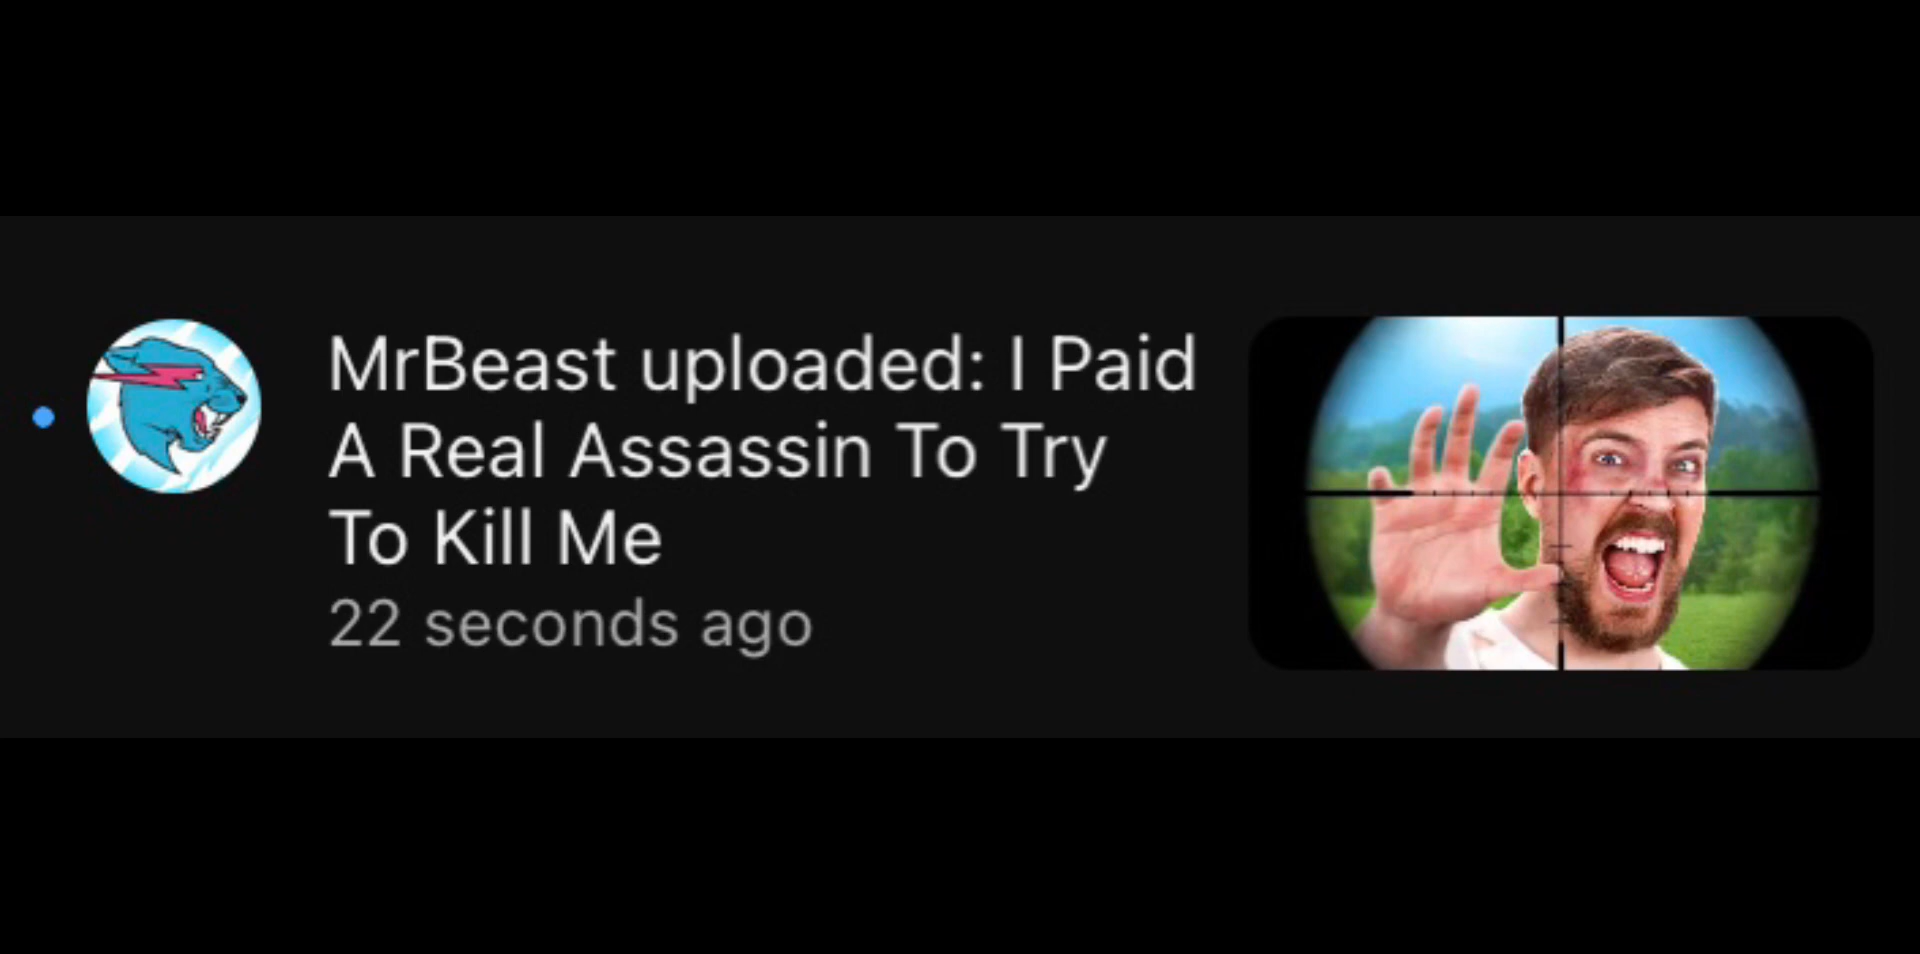 MrBeast uploaded: I Paid
A Real Assassin To Try
To Kill Me
22 seconds ago